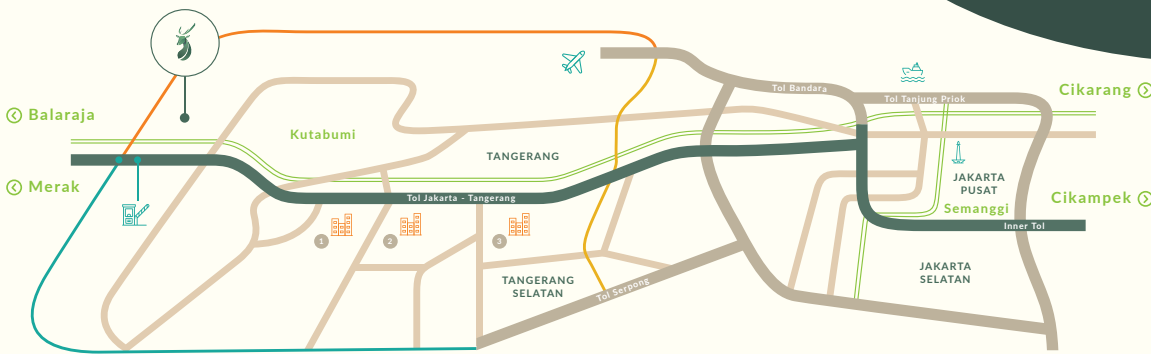 Tol Bandara
Cikarang
Tol Tanjung Priok
Balaraja
Kutabumi
TANGERANG
JAKARTA
PUSAT
Merak
Tol Jakarta - Tangerang
Cikampek
Semanggi
Inner Tol
1
2
3
JAKARTA
SELATAN
TANGERANG
SELATAN
Tol Serpong